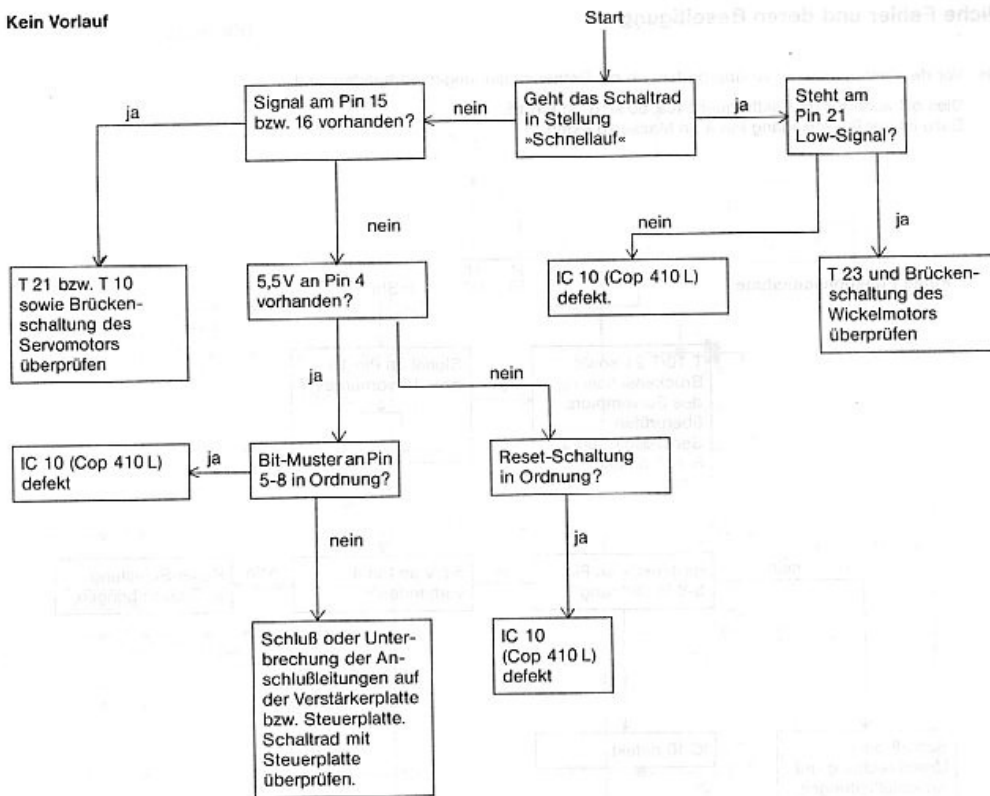 Kein Vorlauf
Start
Signal am Pin 15
bzw. 16 vorhanden?
ja
nein
Geht das Schaltrad
in Stellung
»Schnellauf«
ja
Steht am
Pin 21
Low-Signal?
nein
nein
ja
T 21 bzw. T 10
sowie Brücken-
schaltung des
Servomotors
überprüfen
5,5V an Pin 4
vorhanden?
IC 10 (Cop 410 L)
defekt.
T 23 und Brücken-
schaltung des
Wickelmotors
überprüfen
ja
nein
IC 10 (Cop 410 L)
defekt
ja
Bit-Muster an Pin
5-8 in Ordnung?
Reset-Schaltung
in Ordnung?
nein
ja
Schluß oder Unter-
brechung der An-
schlußleitungen auf
der Verstärkerplatte
bzw. Steuerplatte.
Schaltrad mit
Steuerplatte
überprüfen.
IC 10
(Cop 410 L)
defekt